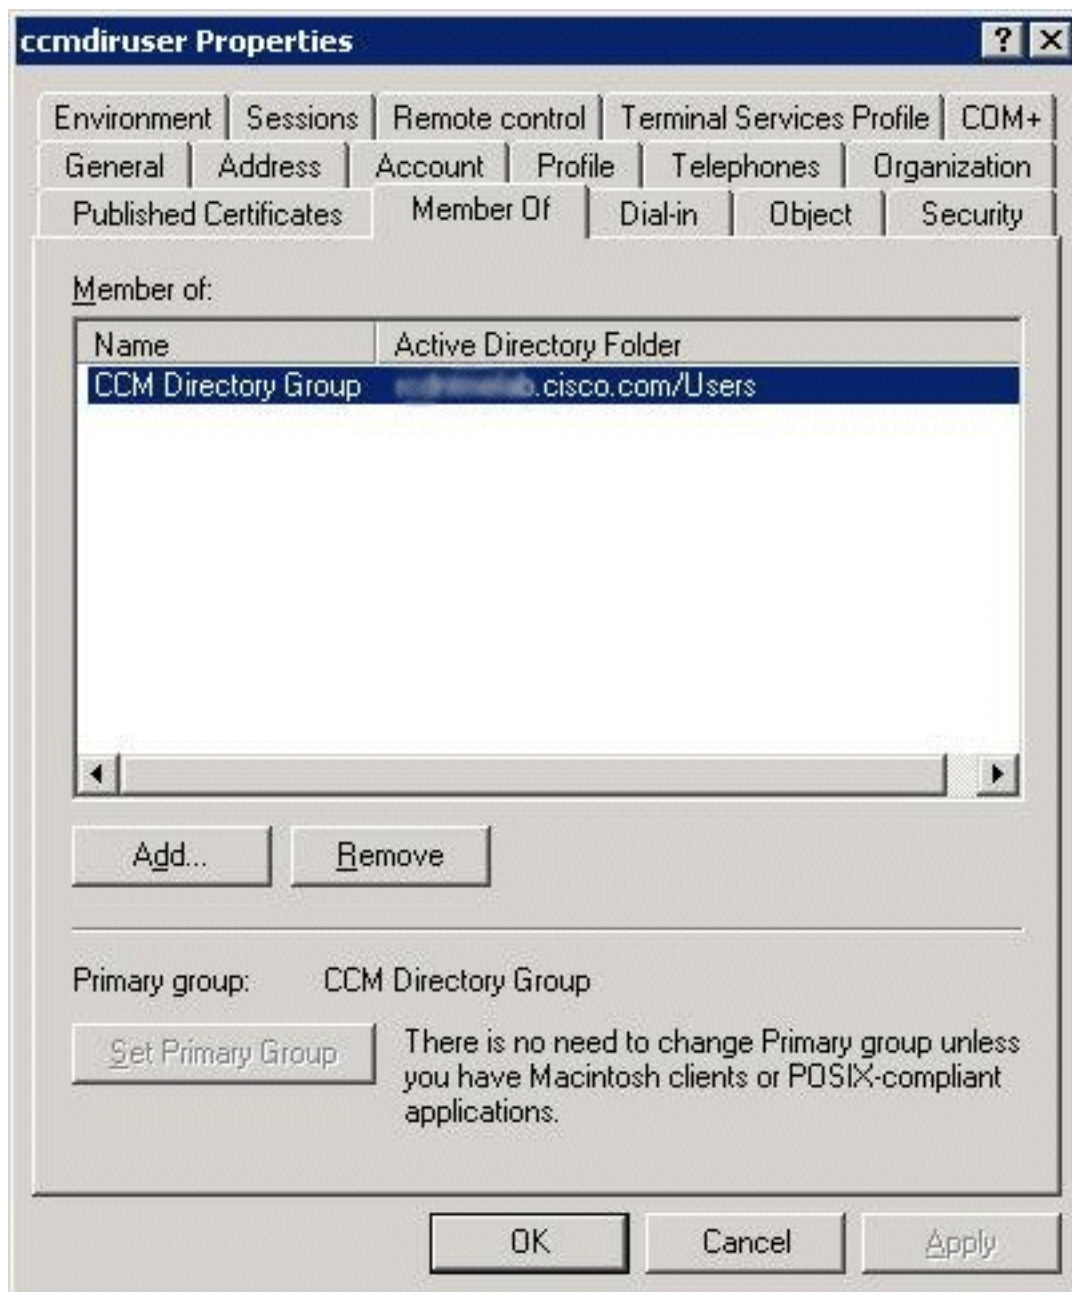 ccmdiruser Properties
Environment Sessions Remote control Terminal Services Profile COM+
General Address Account Profile Telephones Organization
Published Certificates Member Of Dial-in Object Security
Member of:
Name Active Directory Folder
CCM Directory Group .cisco.com/Users
Add... Remove
Primary group: CCM Directory Group
Set Primary Group
There is no need to change Primary group unless
you have Macintosh clients or POSIX-compliant
applications.
OK Cancel Apply